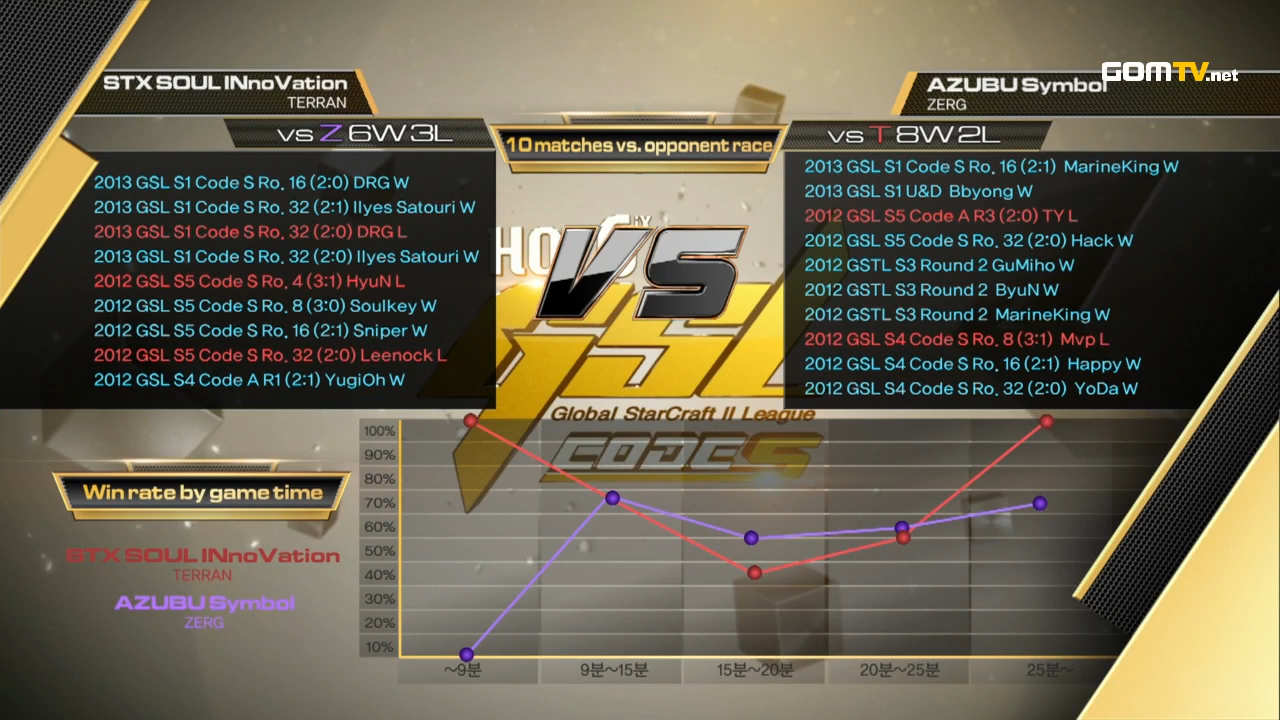 GOMTV.net
STX SOUL INnoVation
TERRAN
vs Z 6W 3L
AZUBU Symbol
ZERG
vs T 8W 2L
10 matches vs. opponent race
2013 GSL S1 Code S Ro. 16 (2:0) DRG W
2013 GSL S1 Code S Ro. 32 (2:1) Ilyes Satouri W
2013 GSL S1 Code S Ro. 32 (2:0) DRG L
2013 GSL S1 Code S Ro. 32 (2:0) Ilyes Satouri W
2012 GSL S5 Code S Ro. 4 (3:1) HyuN L
2012 GSL S5 Code S Ro. 8 (3:0) Soulkey W
2012 GSL S5 Code S Ro. 16 (2:1) Sniper W
2012 GSL S5 Code S Ro. 32 (2:0) Leenock L
2012 GSL S4 Code A R1 (2:1) YugiOh W
VS
2013 GSL S1 Code S Ro. 16 (2:1) MarineKing W
2013 GSL S1 U&D Bbyong W
2012 GSL S5 Code A R3 (2:0) TY L
2012 GSL S5 Code S Ro. 32 (2:0) Hack W
2012 GSTL S3 Round 2 GuMiho W
2012 GSTL S3 Round 2 ByuN W
2012 GSTL S3 Round 2 MarineKing W
2012 GSL S4 Code S Ro. 8 (3:1) Mvp L
2012 GSL S4 Code S Ro. 16 (2:1) Happy W
2012 GSL S4 Code S Ro. 32 (2:0) YoDa W
GSL
Global StarCraft II League
CODE S
Win rate by game time
STX SOUL INnoVation
TERRAN
AZUBU Symbol
ZERG
100%
90%
80%
70%
60%
50%
40%
30%
20%
10%
~9분
9분~15분
15분~20분
20분~25분
25분~